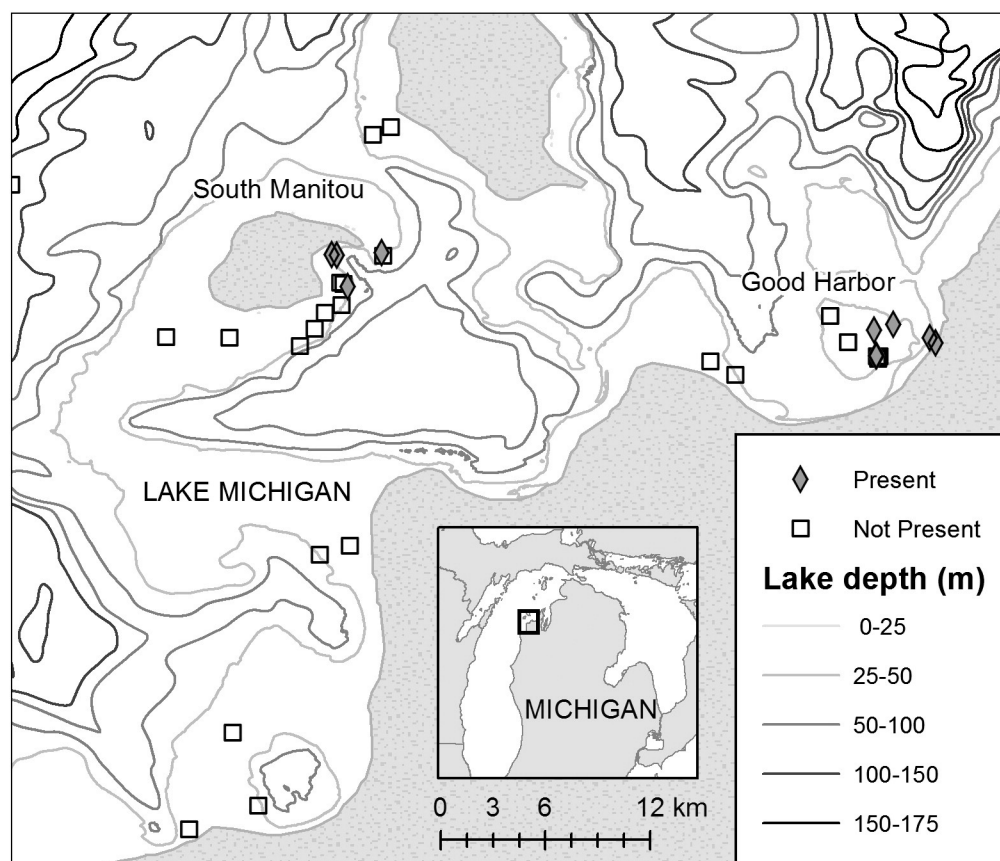 South Manitou
Good Harbor
LAKE MICHIGAN
MICHIGAN
0 3 6 12 km
Present
Not Present
Lake depth (m)
0-25
25-50
50-100
100-150
150-175